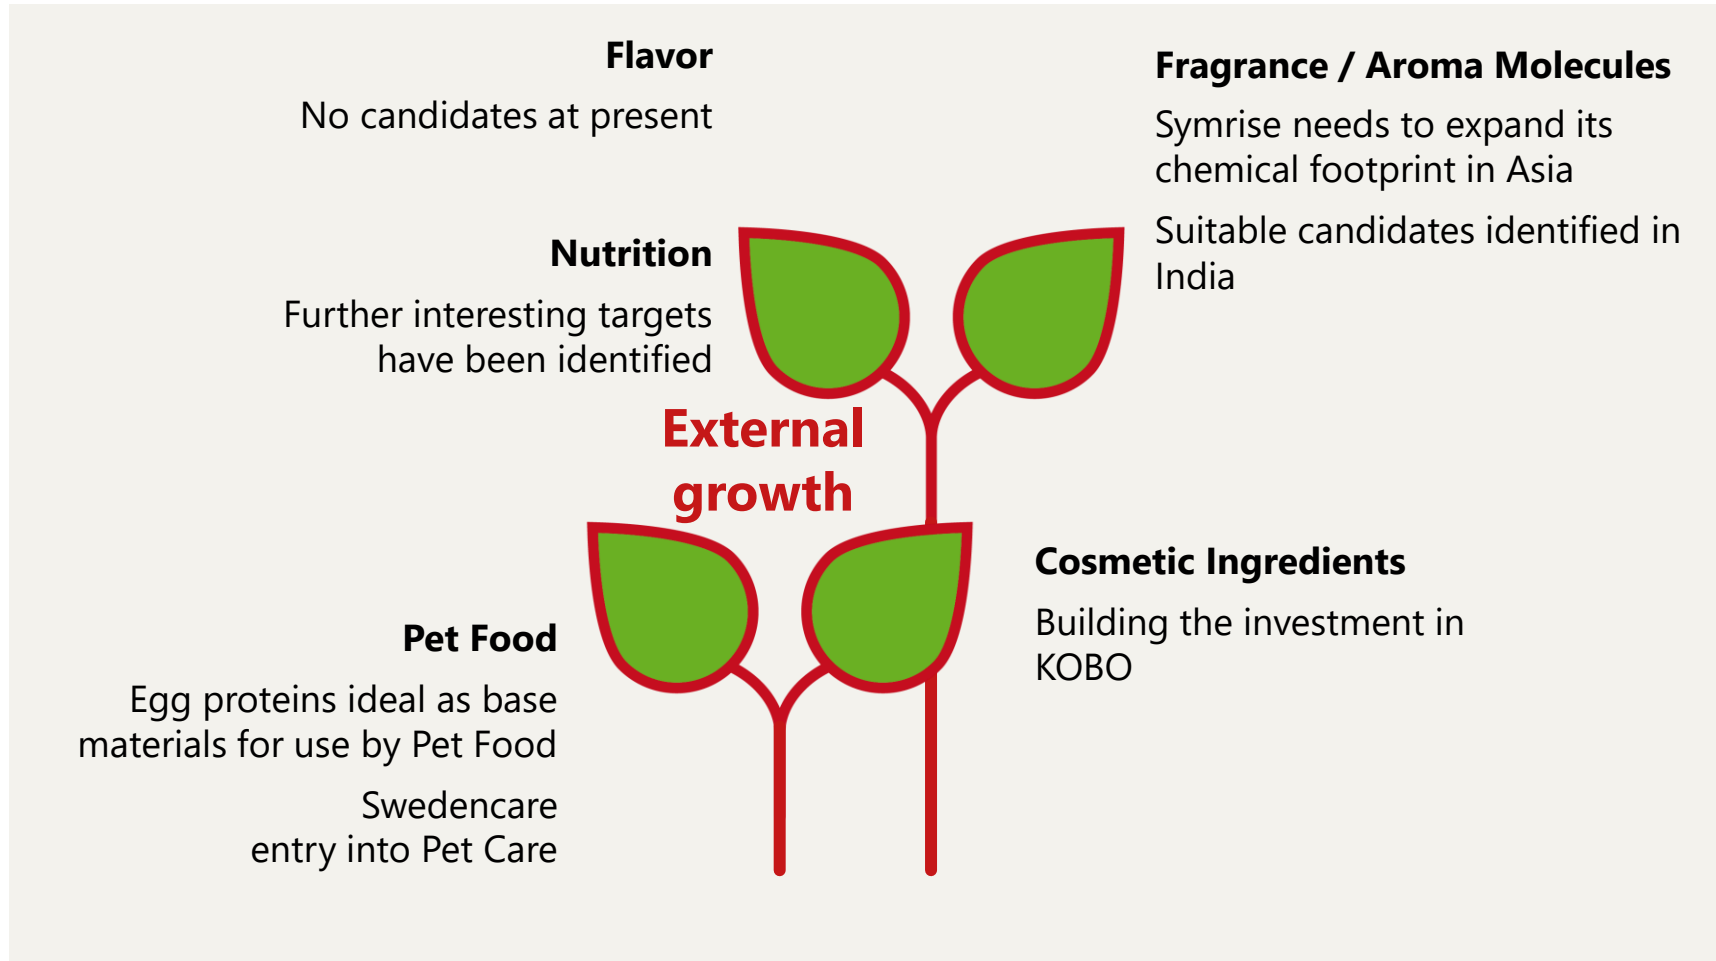 Flavor
No candidates at present
Nutrition
Further interesting targets
have been identified
External
growth
Pet Food
Egg proteins ideal as base
materials for use by Pet Food
Swedencare
entry into Pet Care
Fragrance / Aroma Molecules
Symrise needs to expand its
chemical footprint in Asia
Suitable candidates identified in
India
Cosmetic Ingredients
Building the investment in
KOBO